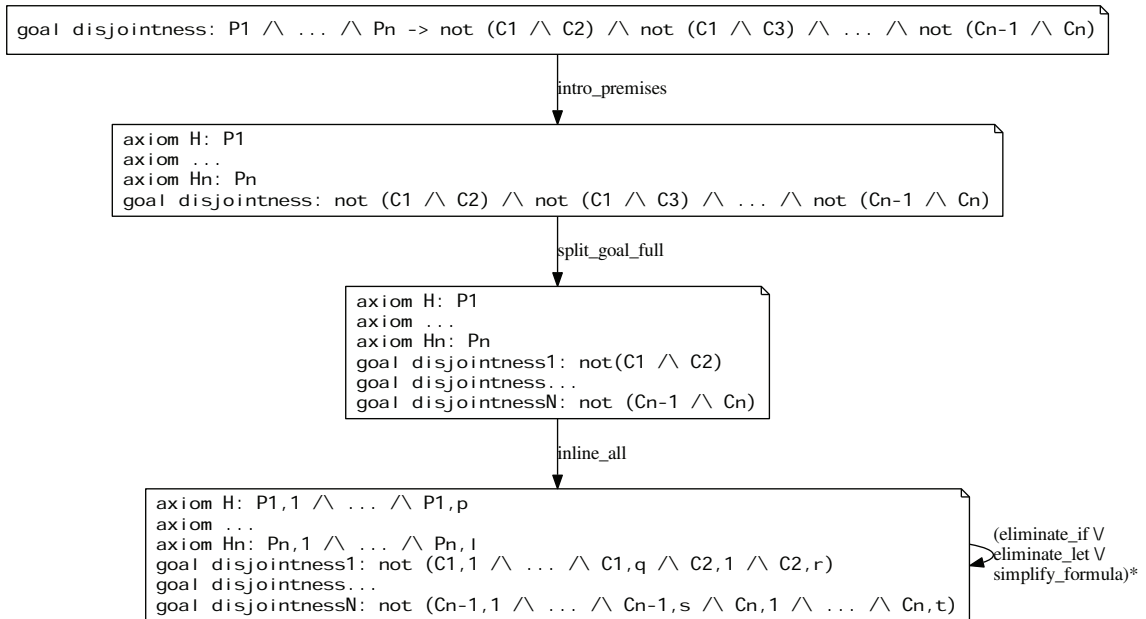 goal disjointness: P1 /\ ... /\ Pn -> not (C1 /\ C2) /\ not (C1 /\ C3) /\ ... /\ not (Cn-1 /\ Cn)
intro_premises
axiom H: P1
axiom ...
axiom Hn: Pn
goal disjointness: not (C1 /\ C2) /\ not (C1 /\ C3) /\ ... /\ not (Cn-1 /\ Cn)
split_goal_full
axiom H: P1
axiom ...
axiom Hn: Pn
goal disjointness1: not(C1 /\ C2)
goal disjointness...
goal disjointnessN: not (Cn-1 /\ Cn)
inline_all
axiom H: P1,1 /\ ... /\ P1,p
axiom ...
axiom Hn: Pn,1 /\ ... /\ Pn,l
goal disjointness1: not (C1,1 /\ ... /\ C1,q /\ C2,1 /\ C2,r)
goal disjointness...
goal disjointnessN: not (Cn-1,1 /\ ... /\ Cn-1,s /\ Cn,1 /\ ... /\ Cn,t)
(eliminate_if \/
eliminate_let \/
simplify_formula)*